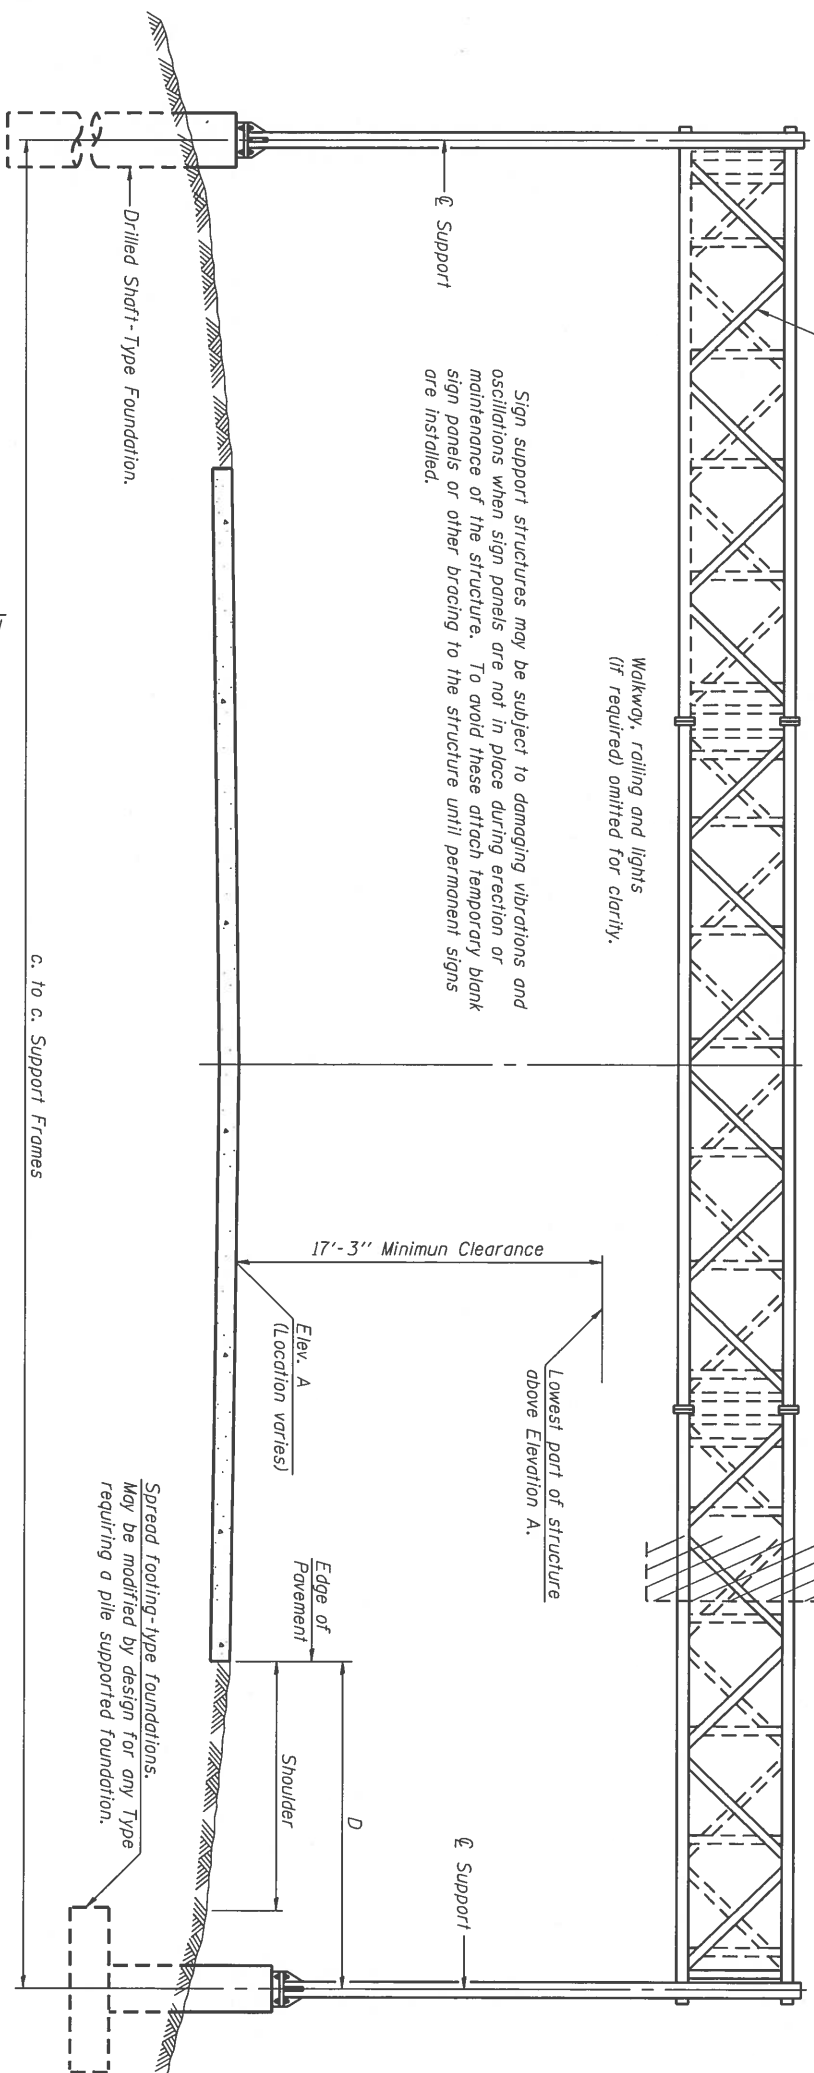 Walkway, railing and lights
(if required) omitted for clarity.
Sign support structures may be subject to damaging vibrations and
oscillations when sign panels are not in place during erection or
maintenance of the structure. To avoid these attach temporary blank
sign panels or other bracing to the structure until permanent signs
are installed.
℄ Support
Drilled Shaft-Type Foundation.
17'-3" Minimun Clearance
Lowest part of structure
above Elevation A.
Elev. A
(Location varies)
Edge of
Pavement
D
Shoulder
℄ Support
Spread footing-type foundations.
May be modified by design for any Type
requiring a pile supported foundation.
c. to c. Support Frames